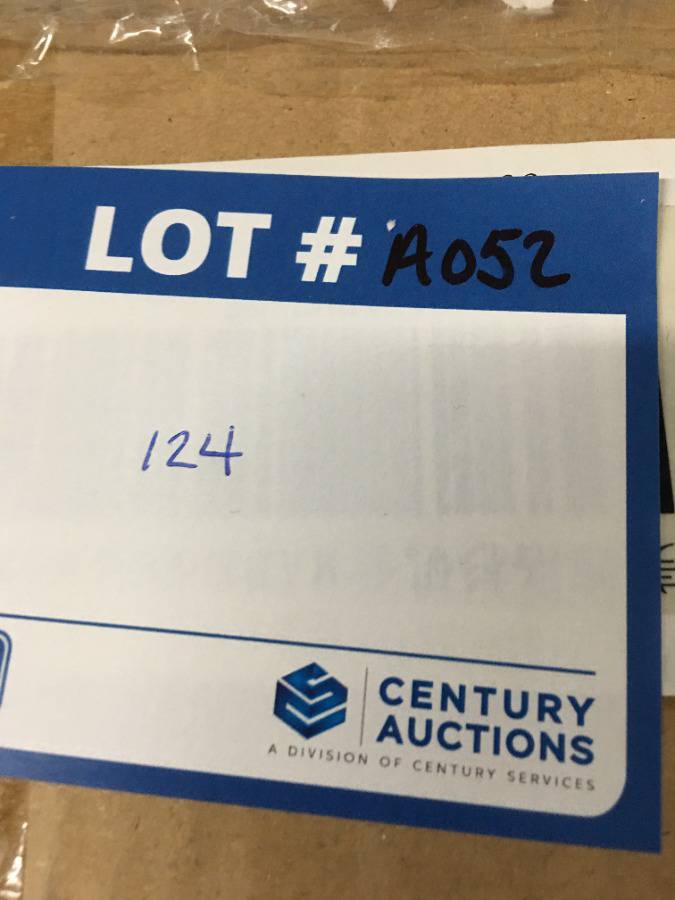 LOT # A052
124
CENTURY
AUCTIONS
A DIVISION OF CENTURY SERVICES